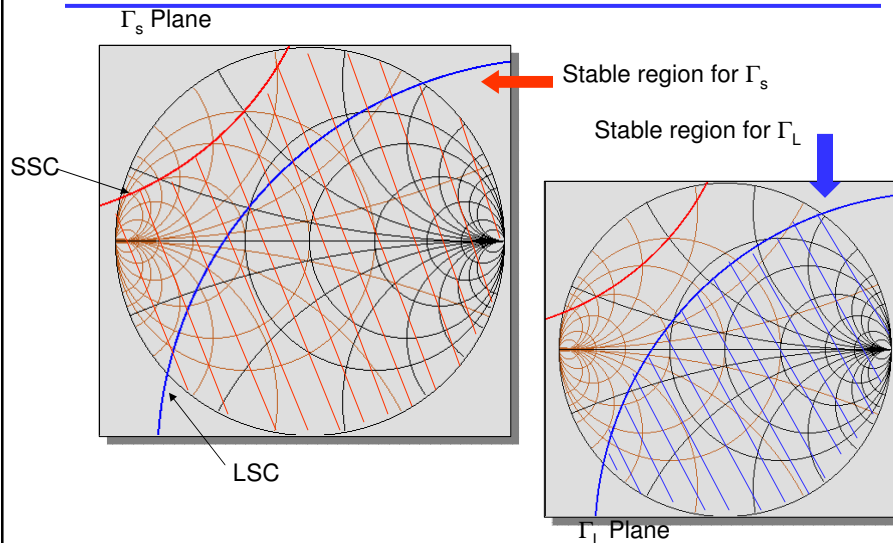 Γs Plane
Stable region for Γs
Stable region for ΓL
SSC
LSC
ΓL Plane